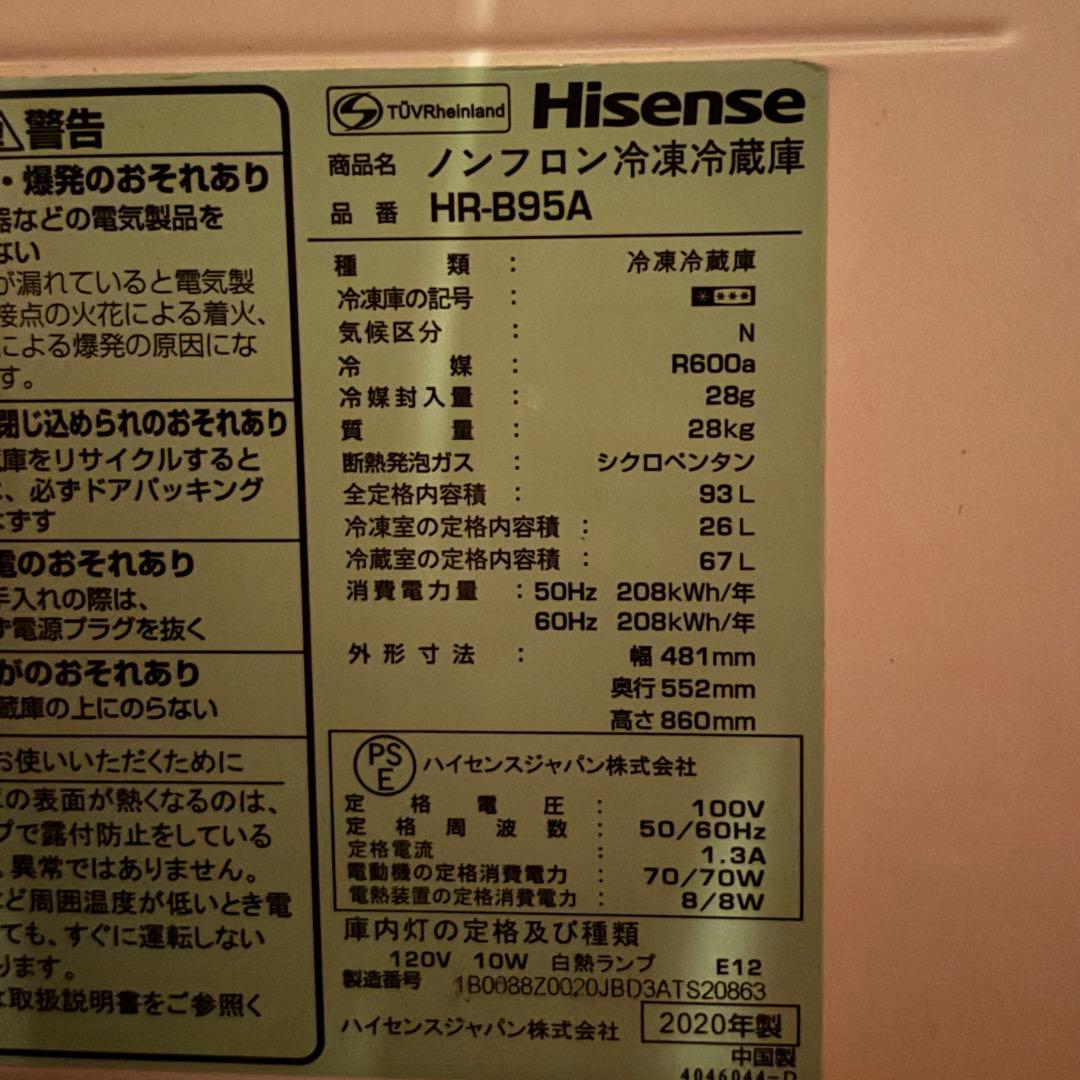 警告
・爆発のおそれあり
器などの電気製品を
ない
が漏れていると電気製
接点の火花による着火、
による爆発の原因にな
す。
閉じ込められのおそれあり
庫をリサイクルすると
、必ずドアパッキング
はずす
電のおそれあり
手入れの際は、
ず電源プラグを抜く
がのおそれあり
蔵庫の上にのらない
お使いいただくために
の表面が熱くなるのは、
プで露付防止をしている
。異常ではありません。
など周囲温度が低いとき電
ても、すぐに運転しない
ります。
取扱説明書をご参照く
TÜVRheinland Hisense
商品名 ノンフロン冷凍冷蔵庫
品番 HR-B95A
種類 : 冷凍冷蔵庫
冷凍庫の記号 : * ***
気候区分 : N
冷媒 : R600a
冷媒封入量 : 28g
質量 : 28kg
断熱発泡ガス : シクロペンタン
全定格内容積 : 93L
冷凍室の定格内容積 : 26L
冷蔵室の定格内容積 : 67L
消費電力量 : 50Hz 208kWh/年
60Hz 208kWh/年
外形寸法 : 幅 481mm
奥行 552mm
高さ 860mm
PSE ハイセンスジャパン株式会社
定格電圧 : 100V
定格周波数 : 50/60Hz
定格電流 : 1.3A
電動機の定格消費電力 : 70/70W
電熱装置の定格消費電力 : 8/8W
庫内灯の定格及び種類
120V 10W 白熱ランプ E12
製造番号 1B0088Z0020JBD3ATS20863
ハイセンスジャパン株式会社 2020年製
中国製
4046044-D